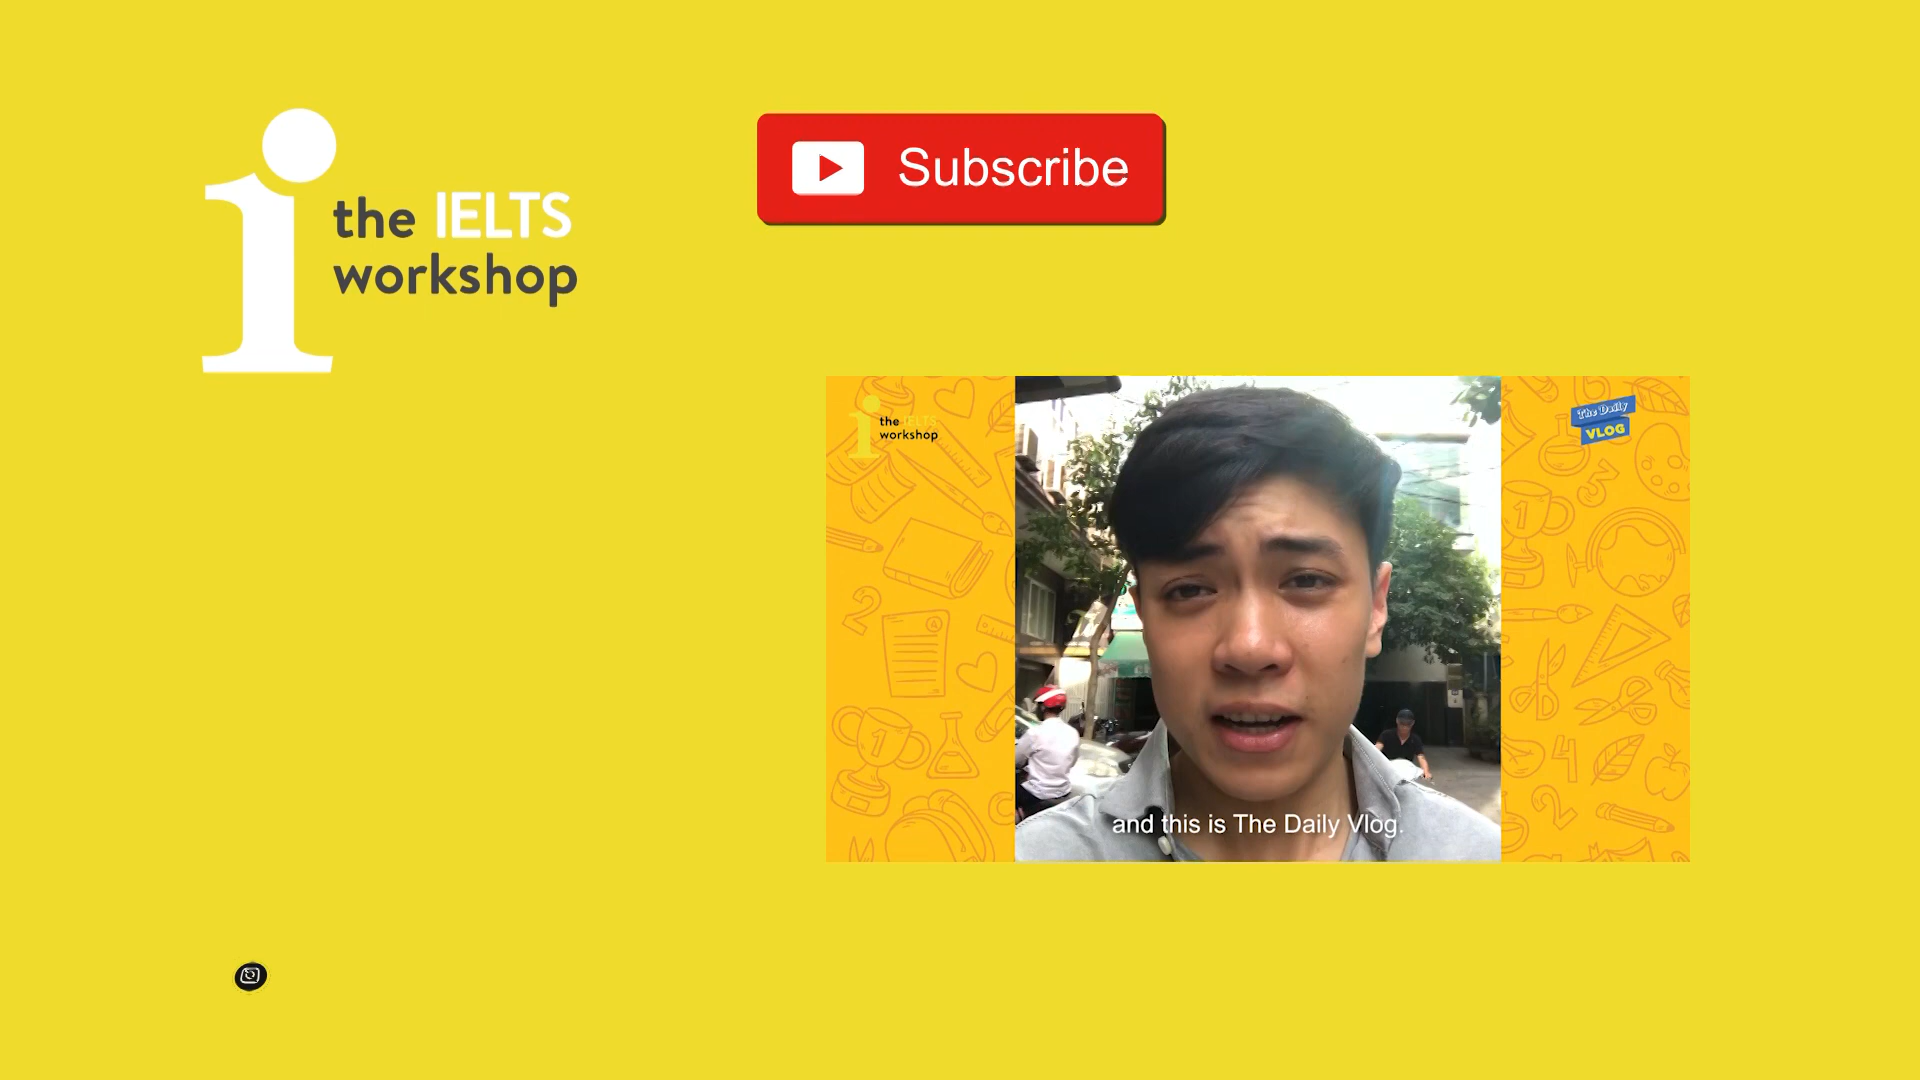 the IELTS
workshop
Subscribe
the IELTS
workshop
The Daily
VLOG
and this is The Daily Vlog.